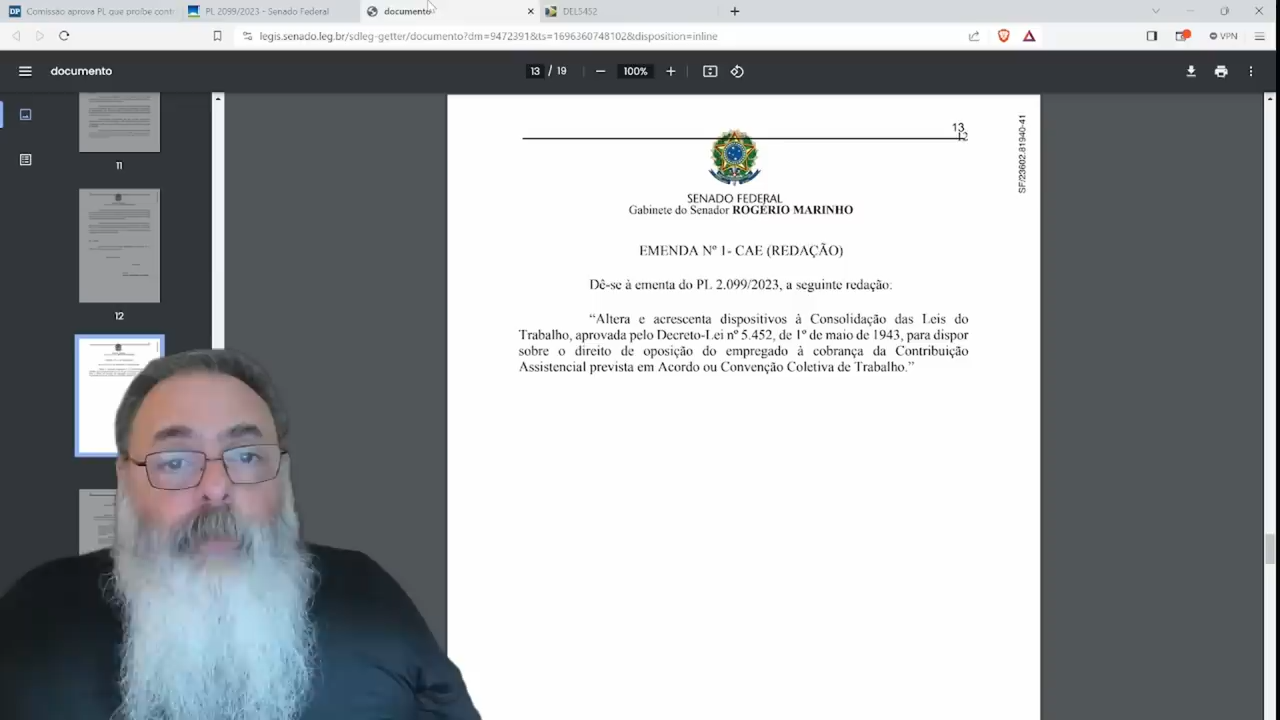 Comissão aprova PL que proíbe contr
PL 2099/2023 - Senado Federal
documento
DEL5452
legis.senado.leg.br/sdleg-getter/documento?dm=9472391&ts=1696360748102&disposition=inline
VPN
documento
13 / 19
100%
11
12
13
12
SF/23602.81940-41
SENADO FEDERAL
Gabinete do Senador ROGÉRIO MARINHO
EMENDA Nº 1- CAE (REDAÇÃO)
Dê-se à ementa do PL 2.099/2023, a seguinte redação:
“Altera e acrescenta dispositivos à Consolidação das Leis do
Trabalho, aprovada pelo Decreto-Lei nº 5.452, de 1º de maio de 1943, para dispor
sobre o direito de oposição do empregado à cobrança da Contribuição
Assistencial prevista em Acordo ou Convenção Coletiva de Trabalho.”